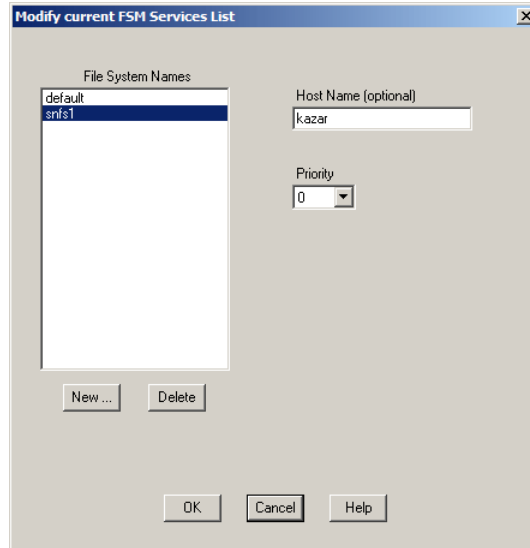 Modify current FSM Services List
File System Names
default
snfs1
Host Name (optional)
kazar
Priority
0
New ...
Delete
OK
Cancel
Help